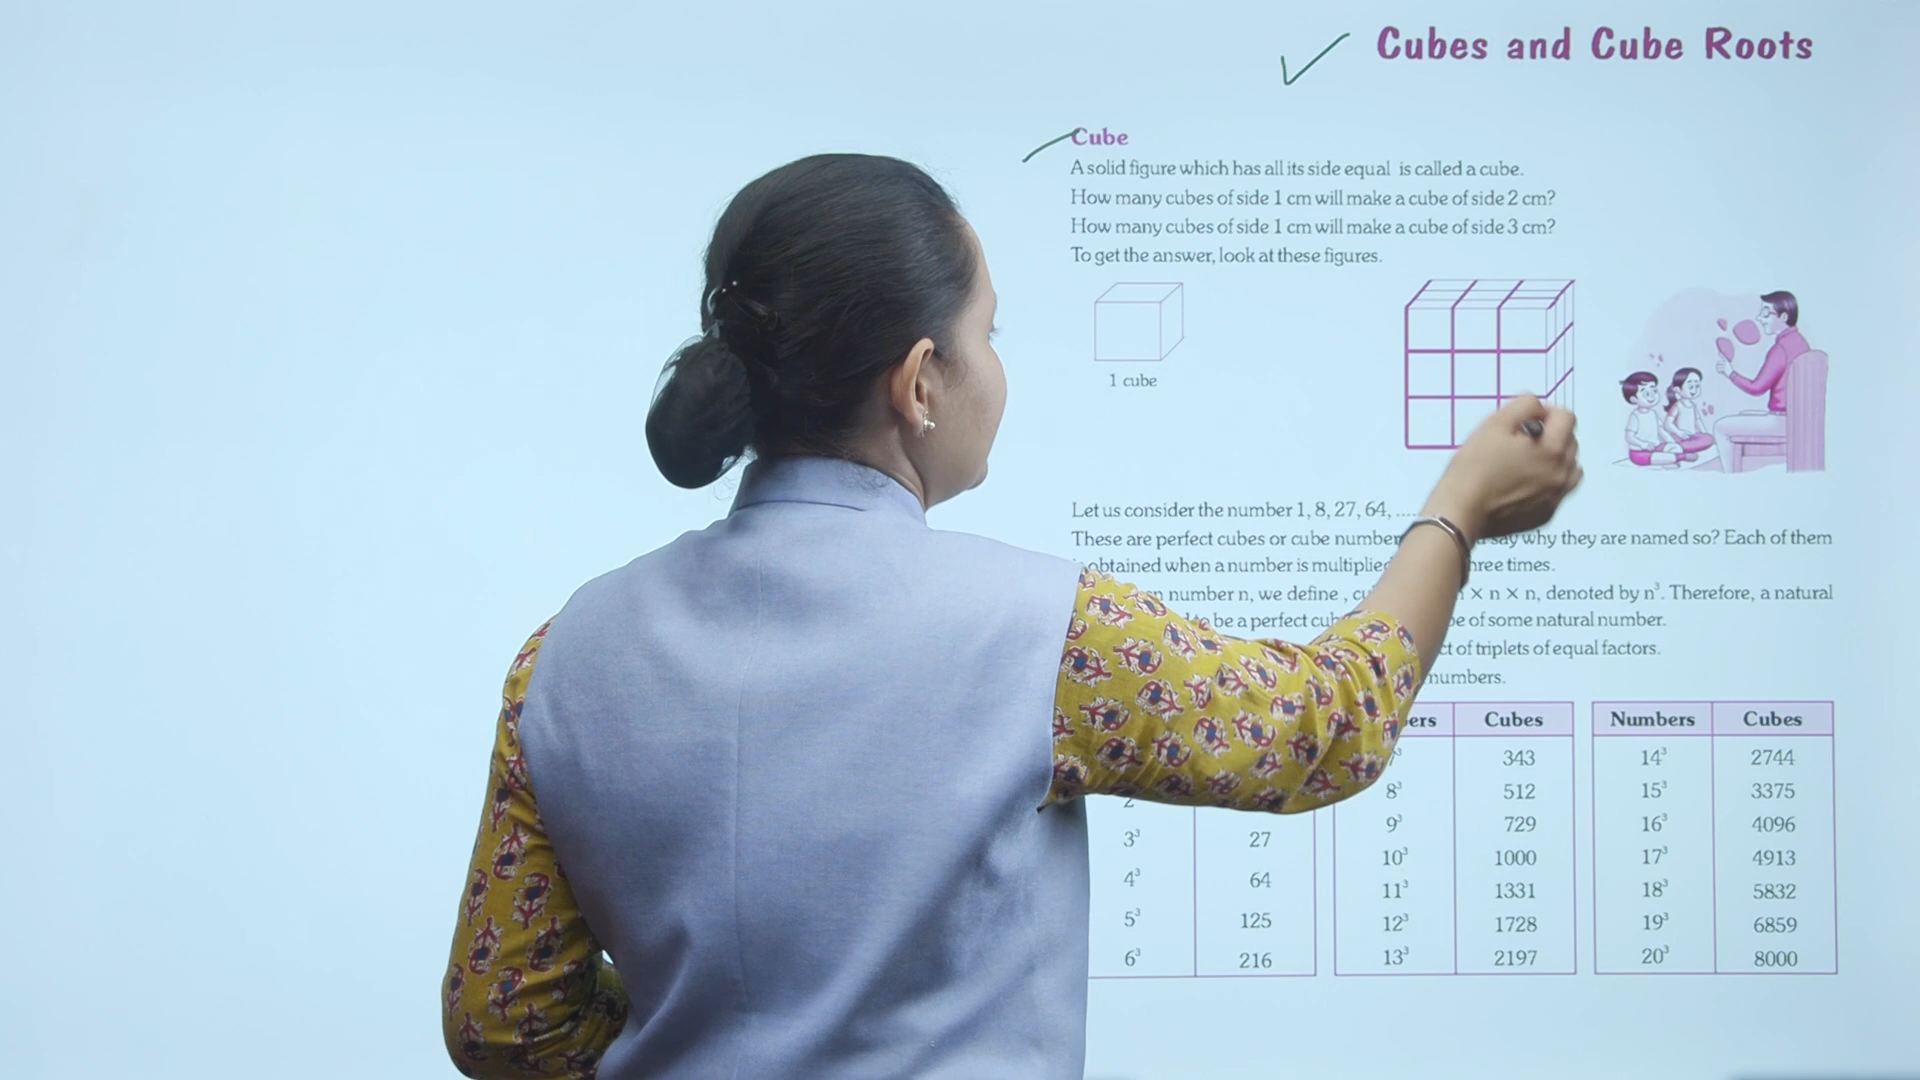 Cubes and Cube Roots
Cube
A solid figure which has all its side equal is called a cube.
How many cubes of side 1 cm will make a cube of side 2 cm?
How many cubes of side 1 cm will make a cube of side 3 cm?
To get the answer, look at these figures.
1 cube
Let us consider the number 1, 8, 27, 64, .....
These are perfect cubes or cube say why they are named so? Each of them
obtained when a number is multiplied three times.
number n, we define , × n × n, denoted by n³. Therefore, a natural
be a perfect of some natural number.
of triplets of equal factors.
numbers.
Cubes Numbers Cubes
343 14³ 2744
8³ 512 15³ 3375
3³ 27 9³ 729 16³ 4096
4³ 64 10³ 1000 17³ 4913
11³ 1331 18³ 5832
5³ 125 12³ 1728 19³ 6859
6³ 216 13³ 2197 20³ 8000